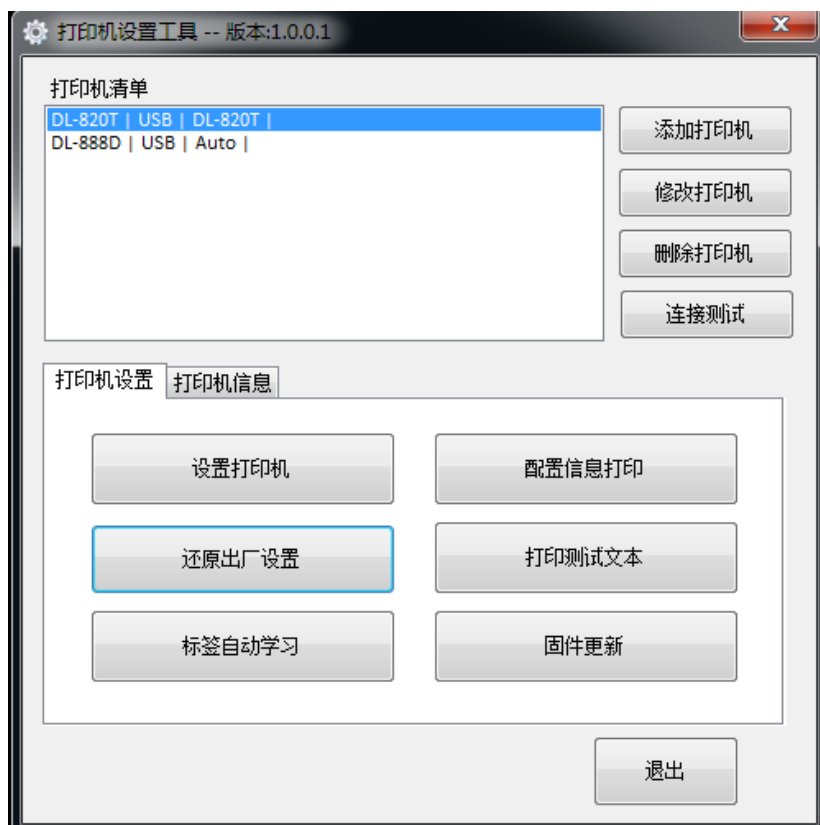 打印机设置工具 -- 版本:1.0.0.1
打印机清单
DL-820T | USB | DL-820T |
DL-888D | USB | Auto |
添加打印机
修改打印机
删除打印机
连接测试
打印机设置
打印机信息
设置打印机
配置信息打印
还原出厂设置
打印测试文本
标签自动学习
固件更新
退出